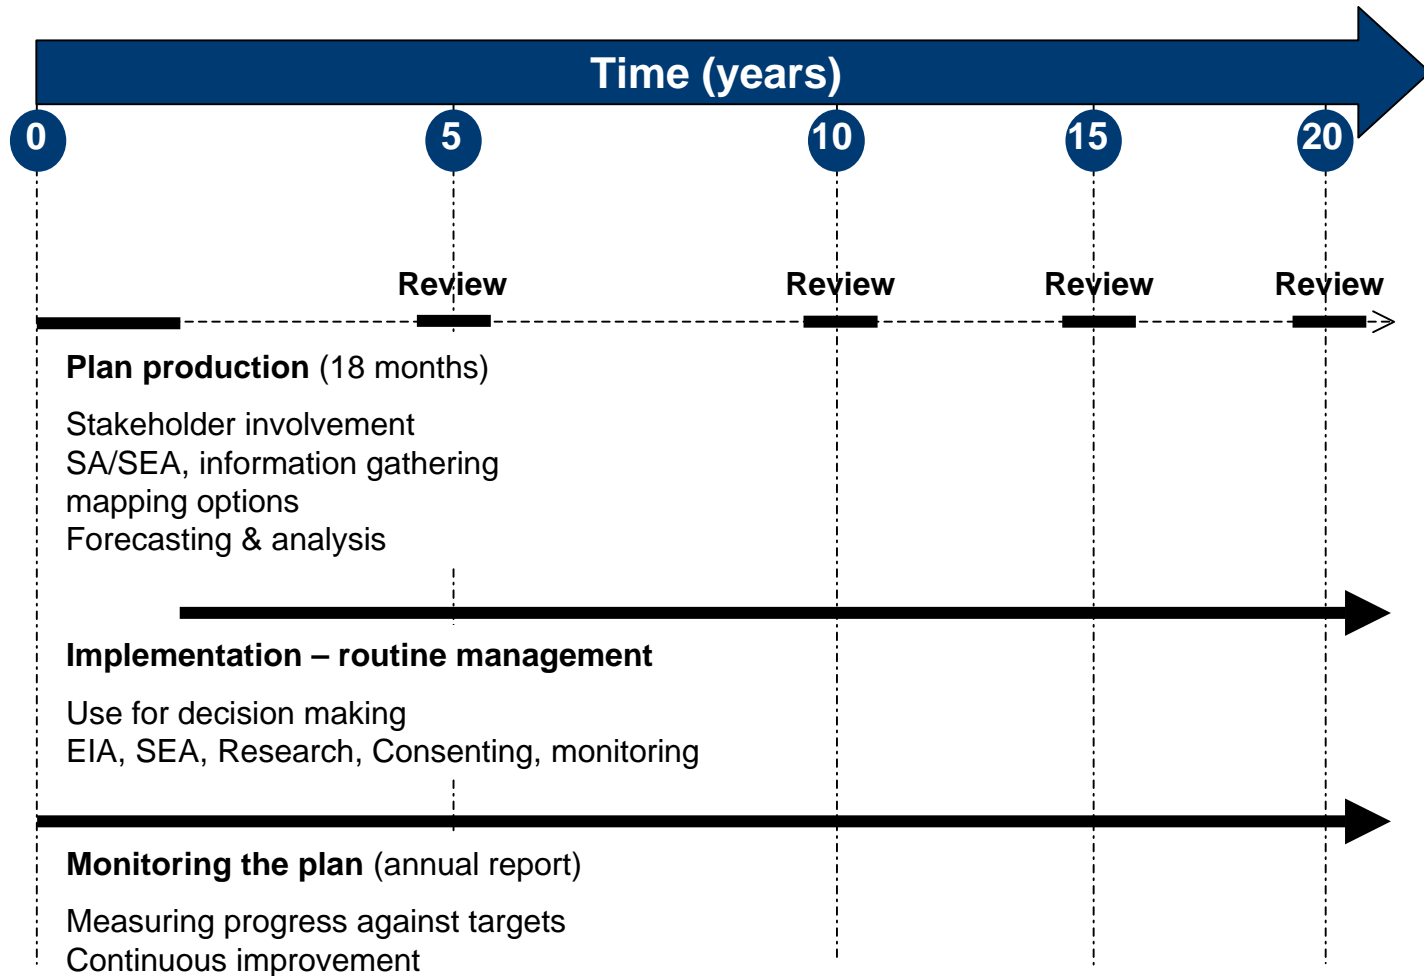 Time (years)
0 5 10 15 20
Review Review Review Review
Plan production (18 months)
Stakeholder involvement
SA/SEA, information gathering
mapping options
Forecasting & analysis
Implementation – routine management
Use for decision making
EIA, SEA, Research, Consenting, monitoring
Monitoring the plan (annual report)
Measuring progress against targets
Continuous improvement